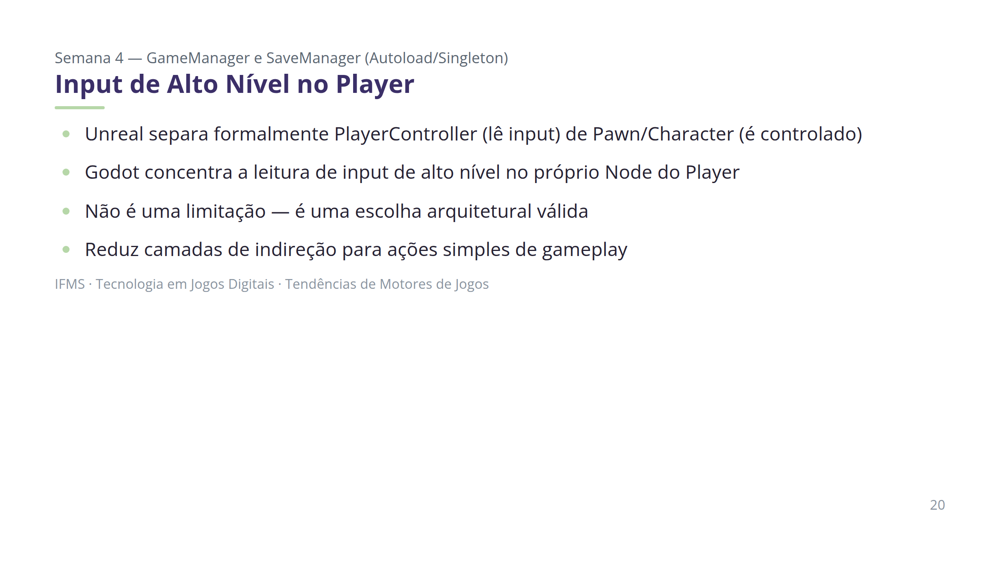 Semana 4 — GameManager e SaveManager (Autoload/Singleton)
Input de Alto Nível no Player
Unreal separa formalmente PlayerController (lê input) de Pawn/Character (é controlado)
Godot concentra a leitura de input de alto nível no próprio Node do Player
Não é uma limitação — é uma escolha arquitetural válida
Reduz camadas de indireção para ações simples de gameplay
IFMS · Tecnologia em Jogos Digitais · Tendências de Motores de Jogos
20